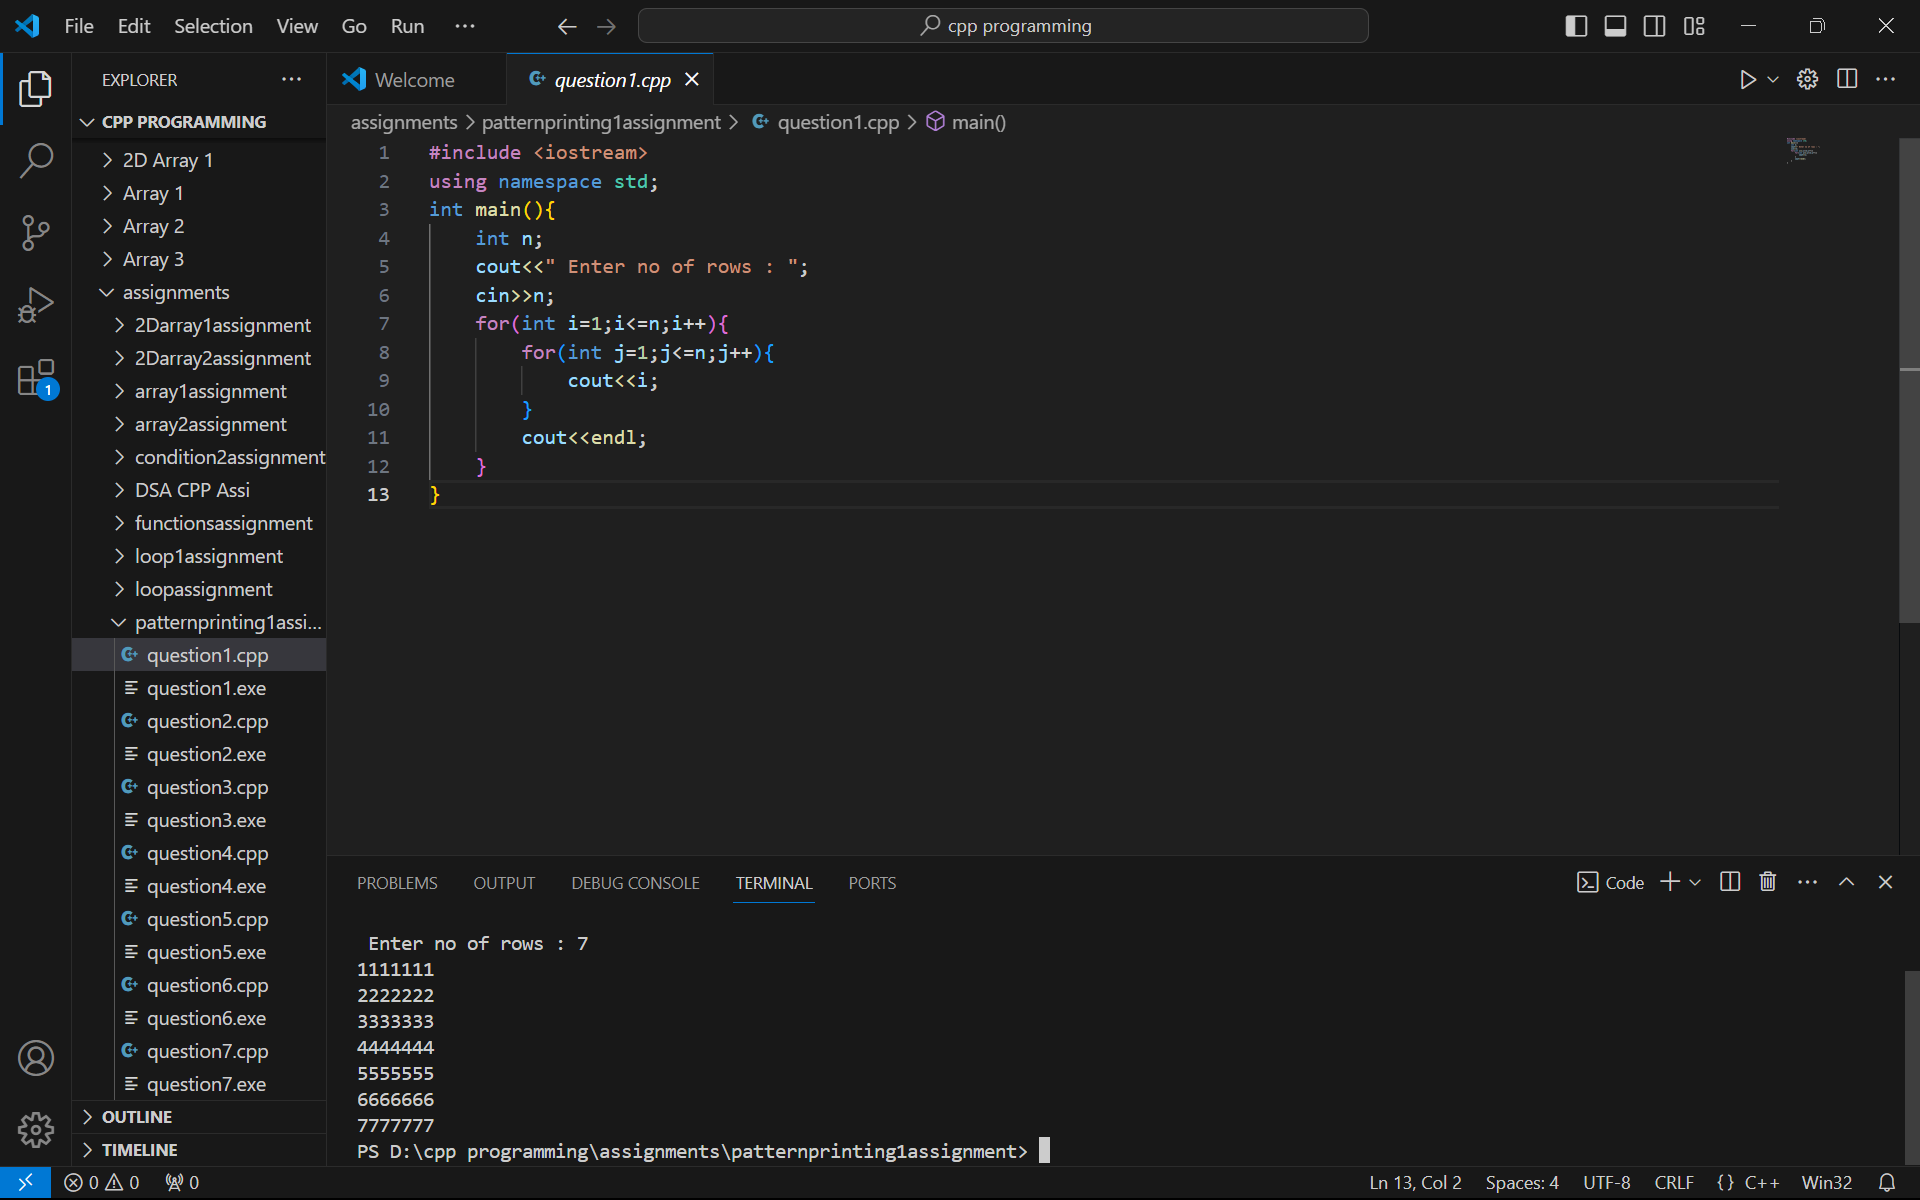 File Edit Selection View Go Run ··· cpp programming
EXPLORER ···
CPP PROGRAMMING
2D Array 1
Array 1
Array 2
Array 3
assignments
2Darray1assignment
2Darray2assignment
array1assignment
array2assignment
condition2assignment
DSA CPP Assi
functionsassignment
loop1assignment
loopassignment
patternprinting1assi...
question1.cpp
question1.exe
question2.cpp
question2.exe
question3.cpp
question3.exe
question4.cpp
question4.exe
question5.cpp
question5.exe
question6.cpp
question6.exe
question7.cpp
question7.exe
OUTLINE
TIMELINE
1
Welcome question1.cpp
assignments > patternprinting1assignment > question1.cpp > main()
1 #include <iostream>
2 using namespace std;
3 int main(){
4 int n;
5 cout<<" Enter no of rows : ";
6 cin>>n;
7 for(int i=1;i<=n;i++){
8 for(int j=1;j<=n;j++){
9 cout<<i;
10 }
11 cout<<endl;
12 }
13 }
PROBLEMS OUTPUT DEBUG CONSOLE TERMINAL PORTS Code
Enter no of rows : 7
1111111
2222222
3333333
4444444
5555555
6666666
7777777
PS D:\cpp programming\assignments\patternprinting1assignment>
0 0 0 Ln 13, Col 2 Spaces: 4 UTF-8 CRLF {} C++ Win32